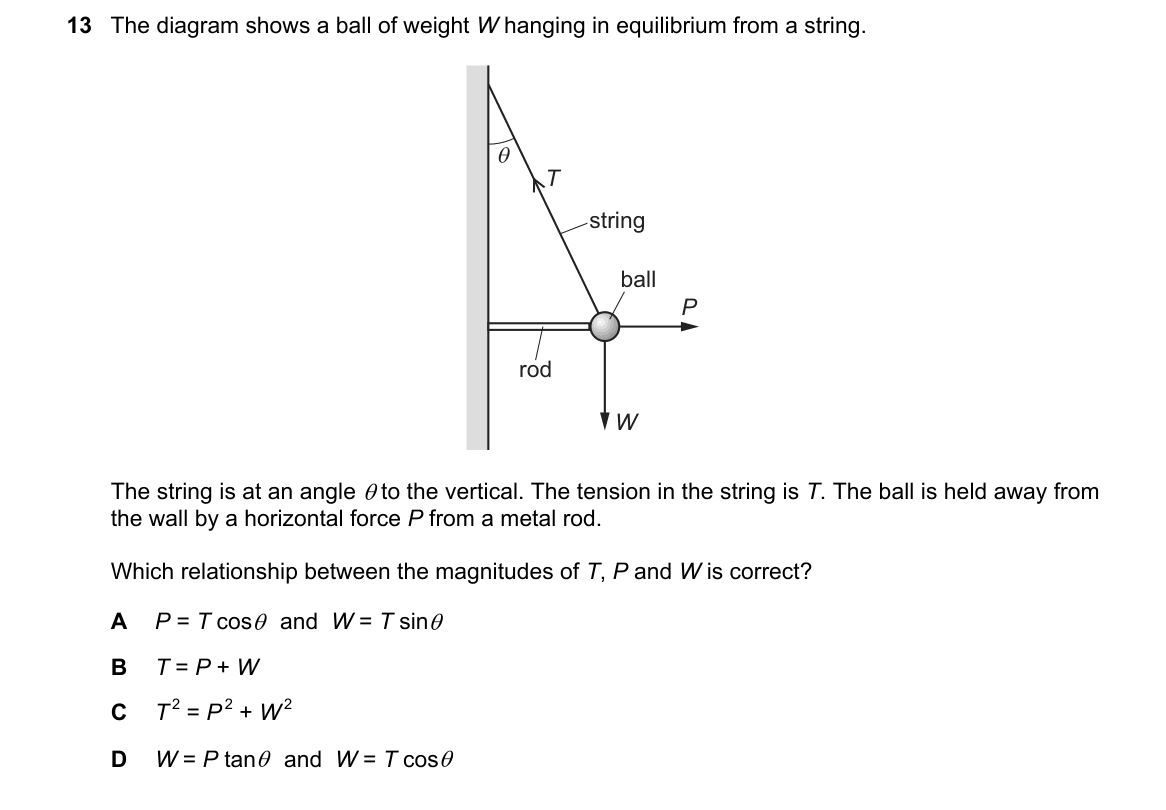 13 The diagram shows a ball of weight W hanging in equilibrium from a string.
θ
T
string
ball
P
rod
W
The string is at an angle θ to the vertical. The tension in the string is T. The ball is held away from
the wall by a horizontal force P from a metal rod.
Which relationship between the magnitudes of T, P and W is correct?
A P = T cosθ and W = T sinθ
B T = P + W
C T² = P² + W²
D W = P tanθ and W = T cosθ